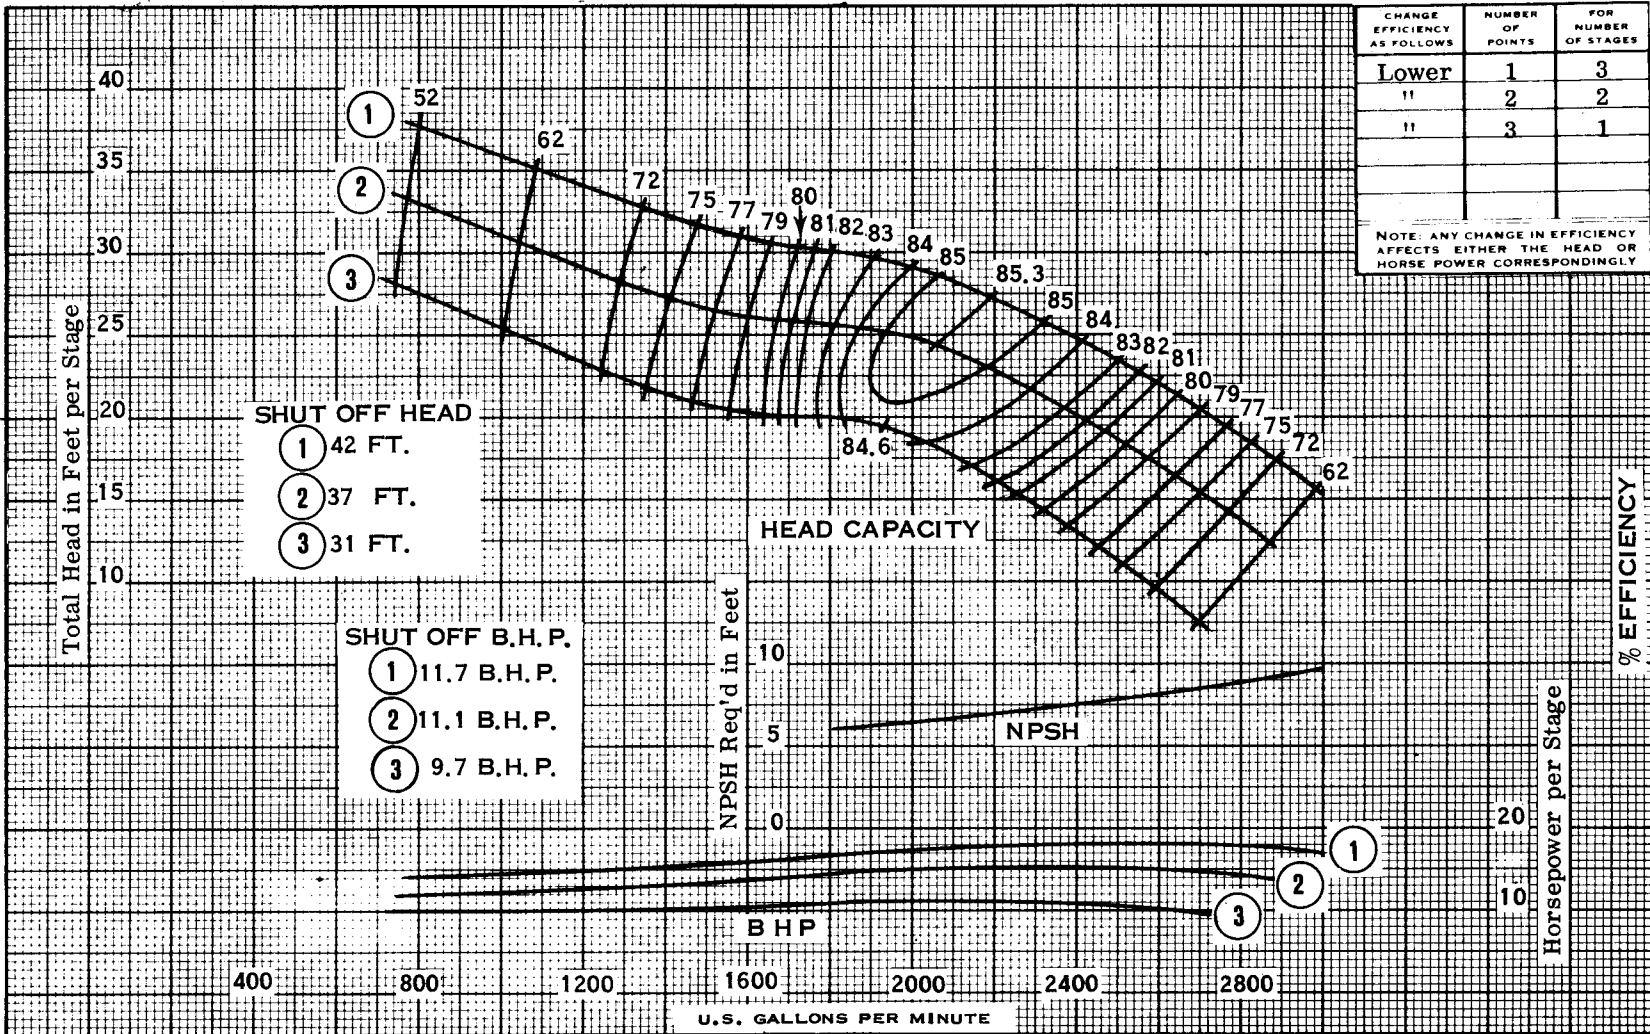 CHANGE EFFICIENCY AS FOLLOWS NUMBER OF POINTS FOR NUMBER OF STAGES
Lower 1 3
" 2 2
" 3 1
NOTE: ANY CHANGE IN EFFICIENCY
AFFECTS EITHER THE HEAD OR
HORSE POWER CORRESPONDINGLY
Total Head in Feet per Stage
40
35
30
25
20
15
10
1
2
3
52
62
72
75
77
79
80
81
82
83
84
85
85.3
85
84
83
82
81
80
79
77
75
72
62
84.6
SHUT OFF HEAD
1 42 FT.
2 37 FT.
3 31 FT.
HEAD CAPACITY
% EFFICIENCY
SHUT OFF B.H.P.
1 11.7 B.H.P.
2 11.1 B.H.P.
3 9.7 B.H.P.
NPSH Req'd in Feet
10
5
0
NPSH
Horsepower per Stage
20
10
1
2
3
BHP
400 800 1200 1600 2000 2400 2800
U.S. GALLONS PER MINUTE